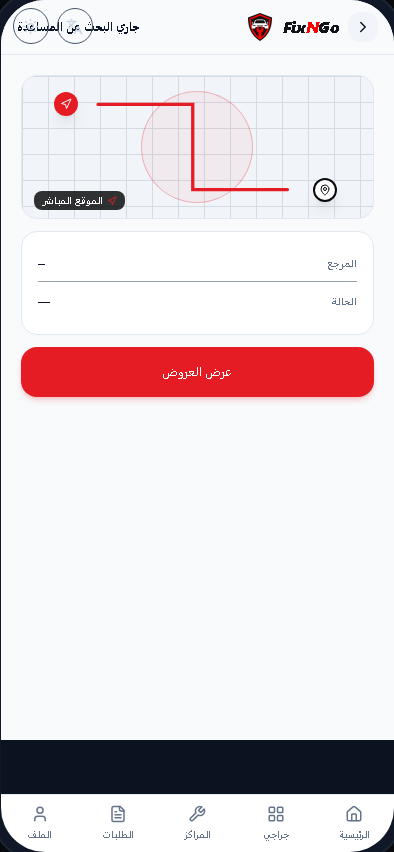 FixNGo
جاري البحث عن المساعدة
الموقع المباشر
المرجع
—
الحالة
—
عرض العروض
الرئيسية
جراجي
المراكز
الطلبات
الملف